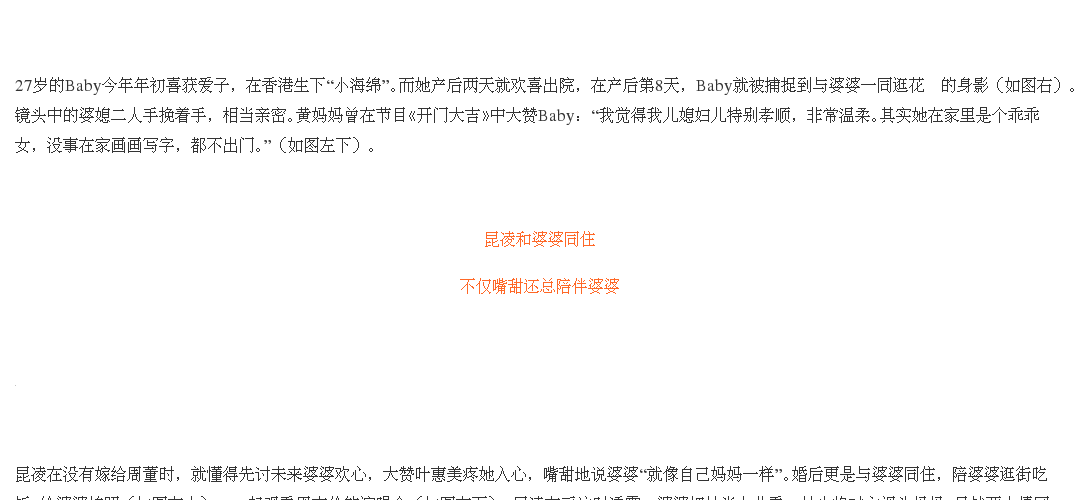 27岁的Baby今年年初喜获爱子，在香港生下“小海绵”。而她产后两天就欢喜出院，在产后第8天，Baby就被捕捉到与婆婆一同逛花 的身影（如图右）。
镜头中的婆媳二人手挽着手，相当亲密。黄妈妈曾在节目《开门大吉》中大赞Baby：“我觉得我儿媳妇儿特别孝顺，非常温柔。其实她在家里是个乖乖
女，没事在家画画写字，都不出门。”（如图左下）。
昆凌和婆婆同住
不仅嘴甜还总陪伴婆婆
昆凌在没有嫁给周董时，就懂得先讨未来婆婆欢心，大赞叶惠美疼她入心，嘴甜地说婆婆“就像自己妈妈一样”。婚后更是与婆婆同住，陪婆婆逛街吃